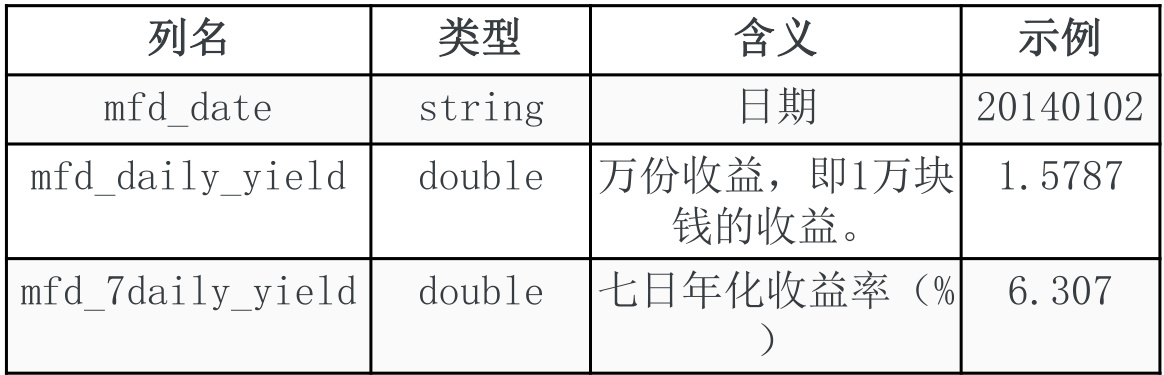 列名 类型 含义 示例
mfd_date string 日期 20140102
mfd_daily_yield double 万份收益，即1万块 1.5787
钱的收益。
mfd_7daily_yield double 七日年化收益率（% 6.307
）